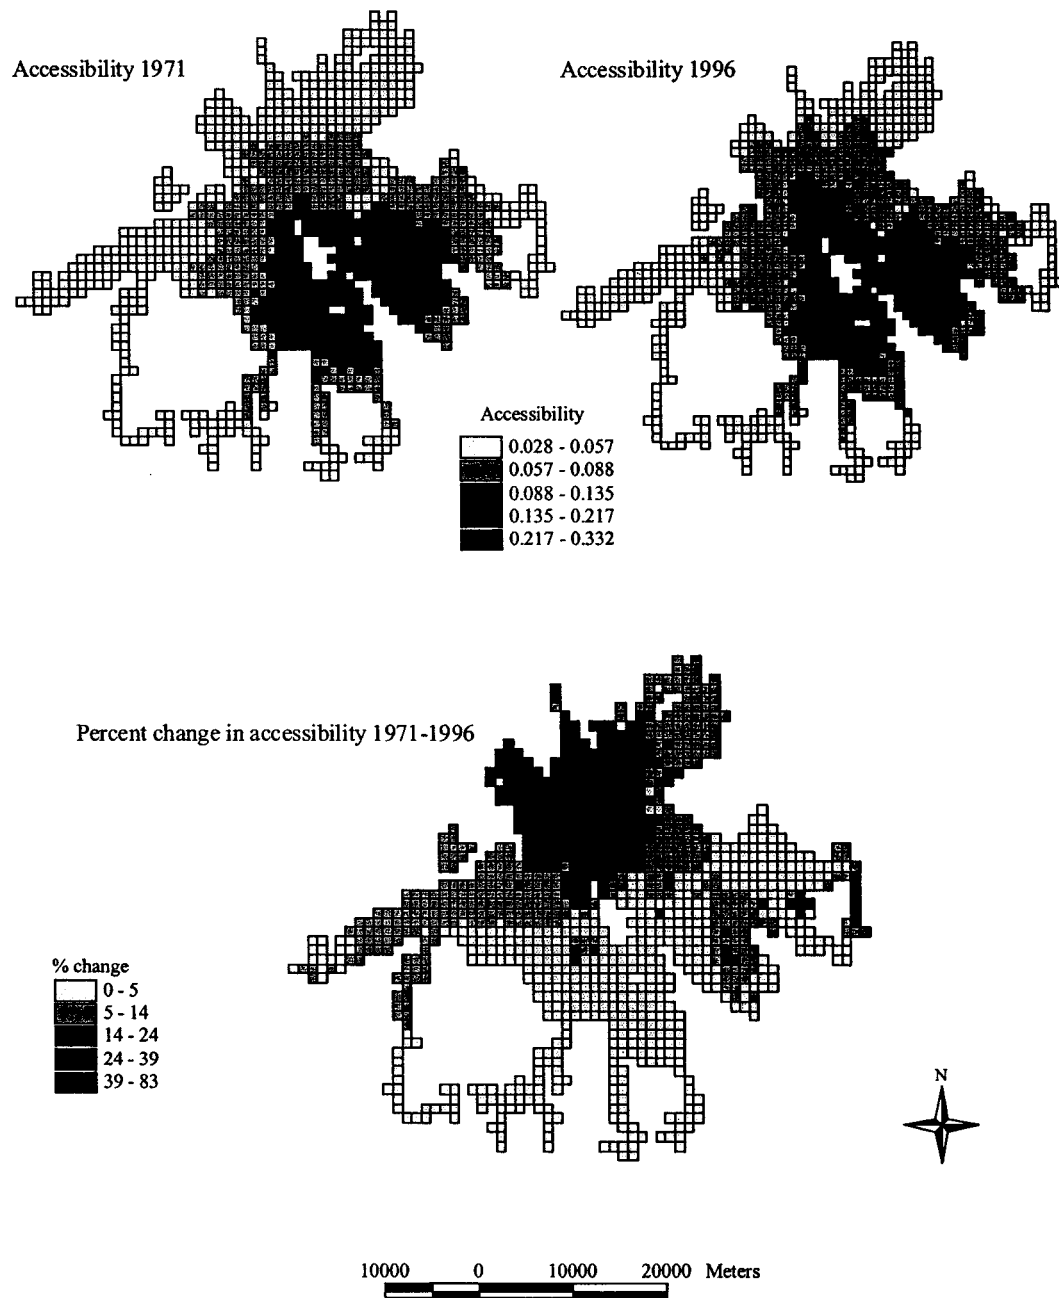 Accessibility 1971
Accessibility 1996
Accessibility
0.028 - 0.057
0.057 - 0.088
0.088 - 0.135
0.135 - 0.217
0.217 - 0.332
Percent change in accessibility 1971-1996
% change
0 - 5
5 - 14
14 - 24
24 - 39
39 - 83
N
10000 0 10000 20000 Meters